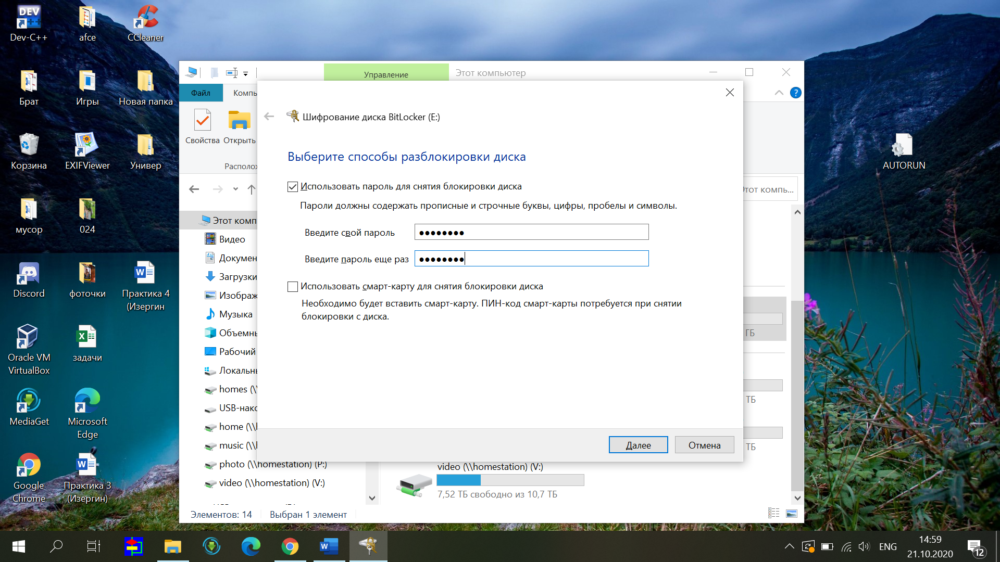 DEV
Dev-C++
afce
CCleaner
Брат
Игры
Новая папка
Корзина
EXIFViewer
Универ
мусор
024
Discord
фоточки
Практика 4
(Изергин
Oracle VM
VirtualBox
задачи
MediaGet
Microsoft
Edge
Google
Chrome
Практика 3
(Изергин)
AUTORUN
Управление
Этот компьютер
Файл
Компь
Свойства
Открыть
Располож
Этот компь...
Этот комп
Видео
Докумен
Загрузки
Изображ
Музыка
Объемны
Рабочий
Локальн
homes (\\
USB-нако
home (\\
music (\\
photo (\\homestation) (P:)
video (\\homestation) (V:)
Элементов: 14
Выбран 1 элемент
Шифрование диска BitLocker (E:)
Выберите способы разблокировки диска
Использовать пароль для снятия блокировки диска
Пароли должны содержать прописные и строчные буквы, цифры, пробелы и символы.
Введите свой пароль
●●●●●●●●
Введите пароль еще раз
●●●●●●●●
Использовать смарт-карту для снятия блокировки диска
Необходимо будет вставить смарт-карту. ПИН-код смарт-карты потребуется при снятии
блокировки с диска.
Далее
Отмена
ГБ
ТБ
ТБ
video (\\homestation) (V:)
7,52 ТБ свободно из 10,7 ТБ
ENG
14:59
21.10.2020
12